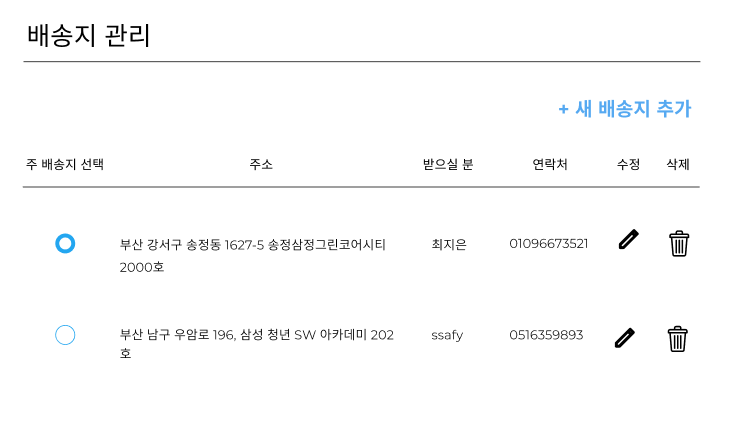 배송지 관리
+ 새 배송지 추가
주 배송지 선택 주소 받으실 분 연락처 수정 삭제
부산 강서구 송정동 1627-5 송정삼정그린코어시티 최지은 01096673521
2000호
부산 남구 우암로 196, 삼성 청년 SW 아카데미 202 ssafy 0516359893
호